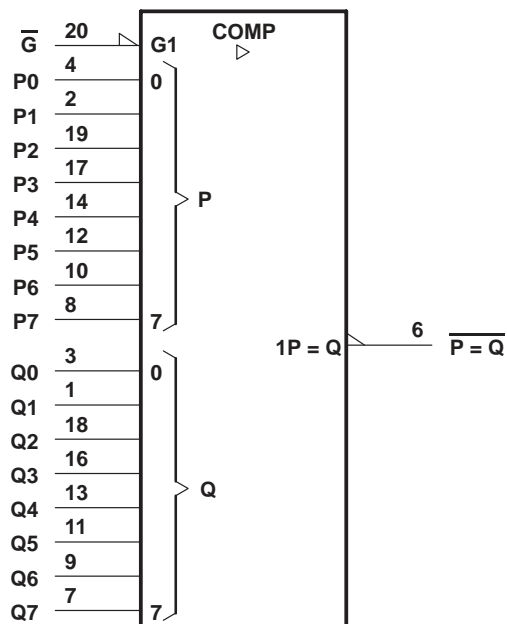 G̅ 20 G1 COMP
P0 4 0
P1 2
P2 19
P3 17
P4 14
P
P5 12
P6 10
P7 8 7
1P = Q 6 P̅ ̅=̅ ̅Q̅
Q0 3 0
Q1 1
Q2 18
Q3 16
Q
Q4 13
Q5 11
Q6 9
Q7 7 7